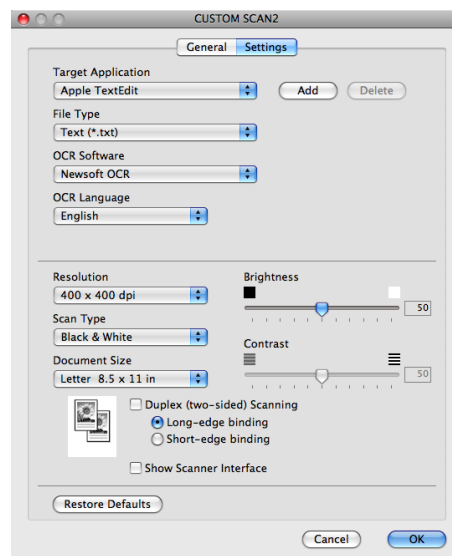 CUSTOM SCAN2
General Settings
Target Application
Apple TextEdit Add Delete
File Type
Text (*.txt)
OCR Software
Newsoft OCR
OCR Language
English
Resolution Brightness
400 x 400 dpi 50
Scan Type
Black & White
Contrast
Document Size
Letter 8.5 x 11 in 50
Duplex (two-sided) Scanning
Long-edge binding
Short-edge binding
Show Scanner Interface
Restore Defaults
Cancel OK